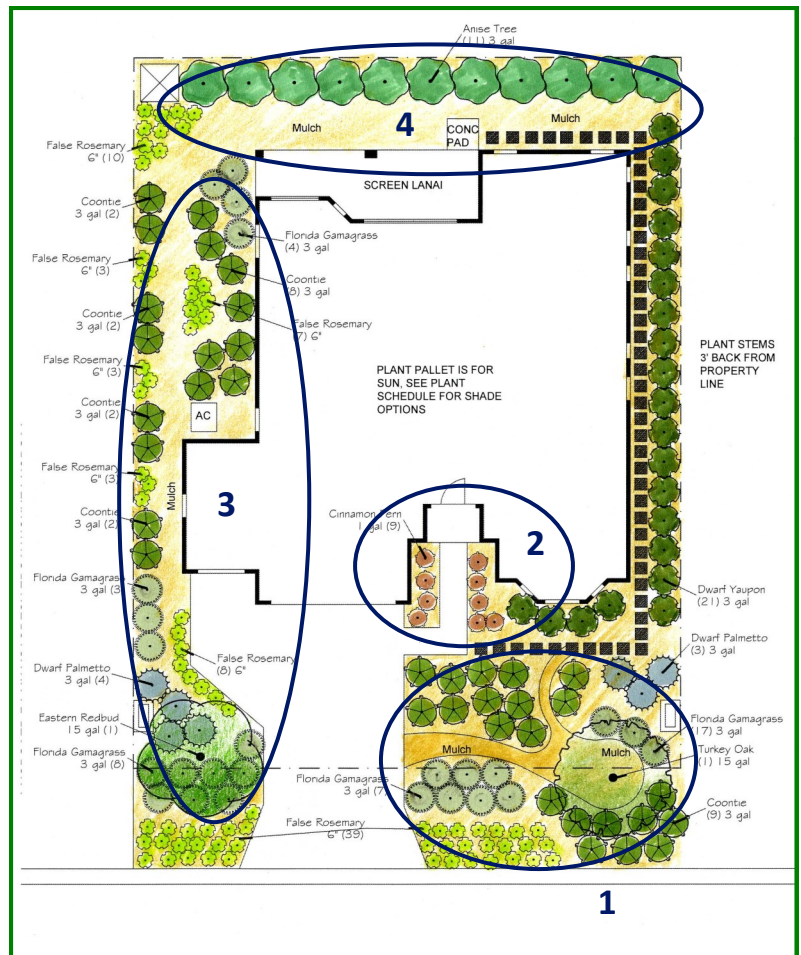 Anise Tree
(11) 3 gal
Mulch
4
Mulch
CONC
PAD
False Rosemary
6" (10)
SCREEN LANAI
Coontie
3 gal (2)
Florida Gamagrass
(4) 3 gal
False Rosemary
6" (3)
Coontie
(8) 3 gal
Coontie
3 gal (2)
False Rosemary
(7) 6"
PLANT STEMS
3' BACK FROM
PROPERTY
LINE
False Rosemary
6" (3)
PLANT PALLET IS FOR
SUN, SEE PLANT
SCHEDULE FOR SHADE
OPTIONS
Coontie
3 gal (2)
AC
False Rosemary
6" (3)
Mulch
3
Coontie
3 gal (2)
Cinnamon Fern
1 gal (9)
2
Florida Gamagrass
3 gal (3)
Dwarf Yaupon
(21) 3 gal
False Rosemary
(8) 6"
Dwarf Palmetto
(3) 3 gal
Dwarf Palmetto
3 gal (4)
Eastern Redbud
15 gal (1)
Florida Gamagrass
(17) 3 gal
Mulch
Mulch
Turkey Oak
(1) 15 gal
Florida Gamagrass
3 gal (8)
Florida Gamagrass
3 gal (7)
Coontie
(9) 3 gal
False Rosemary
6" (39)
1